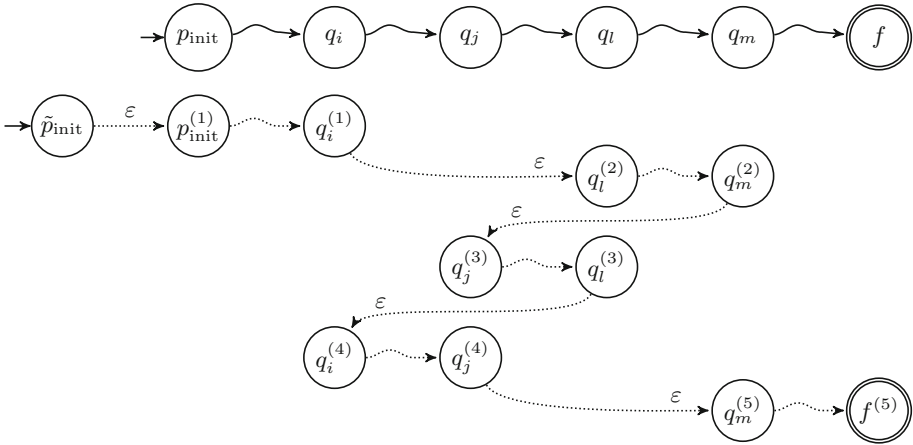 p_init q_i q_j q_l q_m f
p̃_init ε p_init^(1) q_i^(1)
ε q_l^(2) q_m^(2)
ε
q_j^(3) q_l^(3)
ε
q_i^(4) q_j^(4)
ε q_m^(5) f^(5)